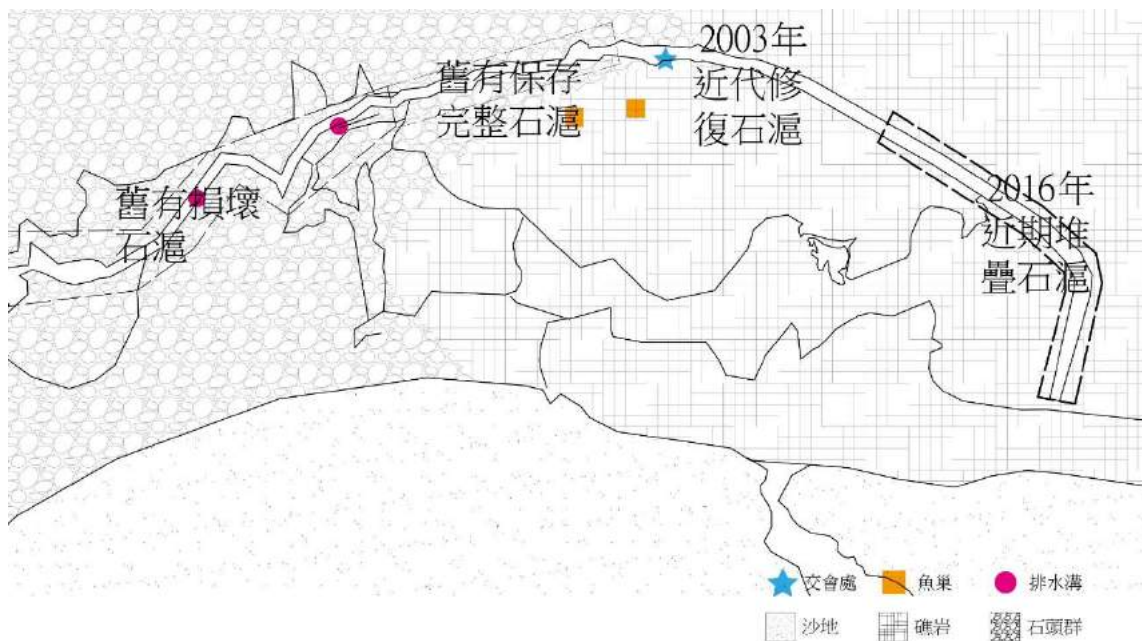 2003年
近代修
復石滬
舊有保存
完整石滬
2016年
近期堆
疊石滬
舊有損壞
石滬
交會處
魚巢
排水溝
沙地
礁岩
石頭群